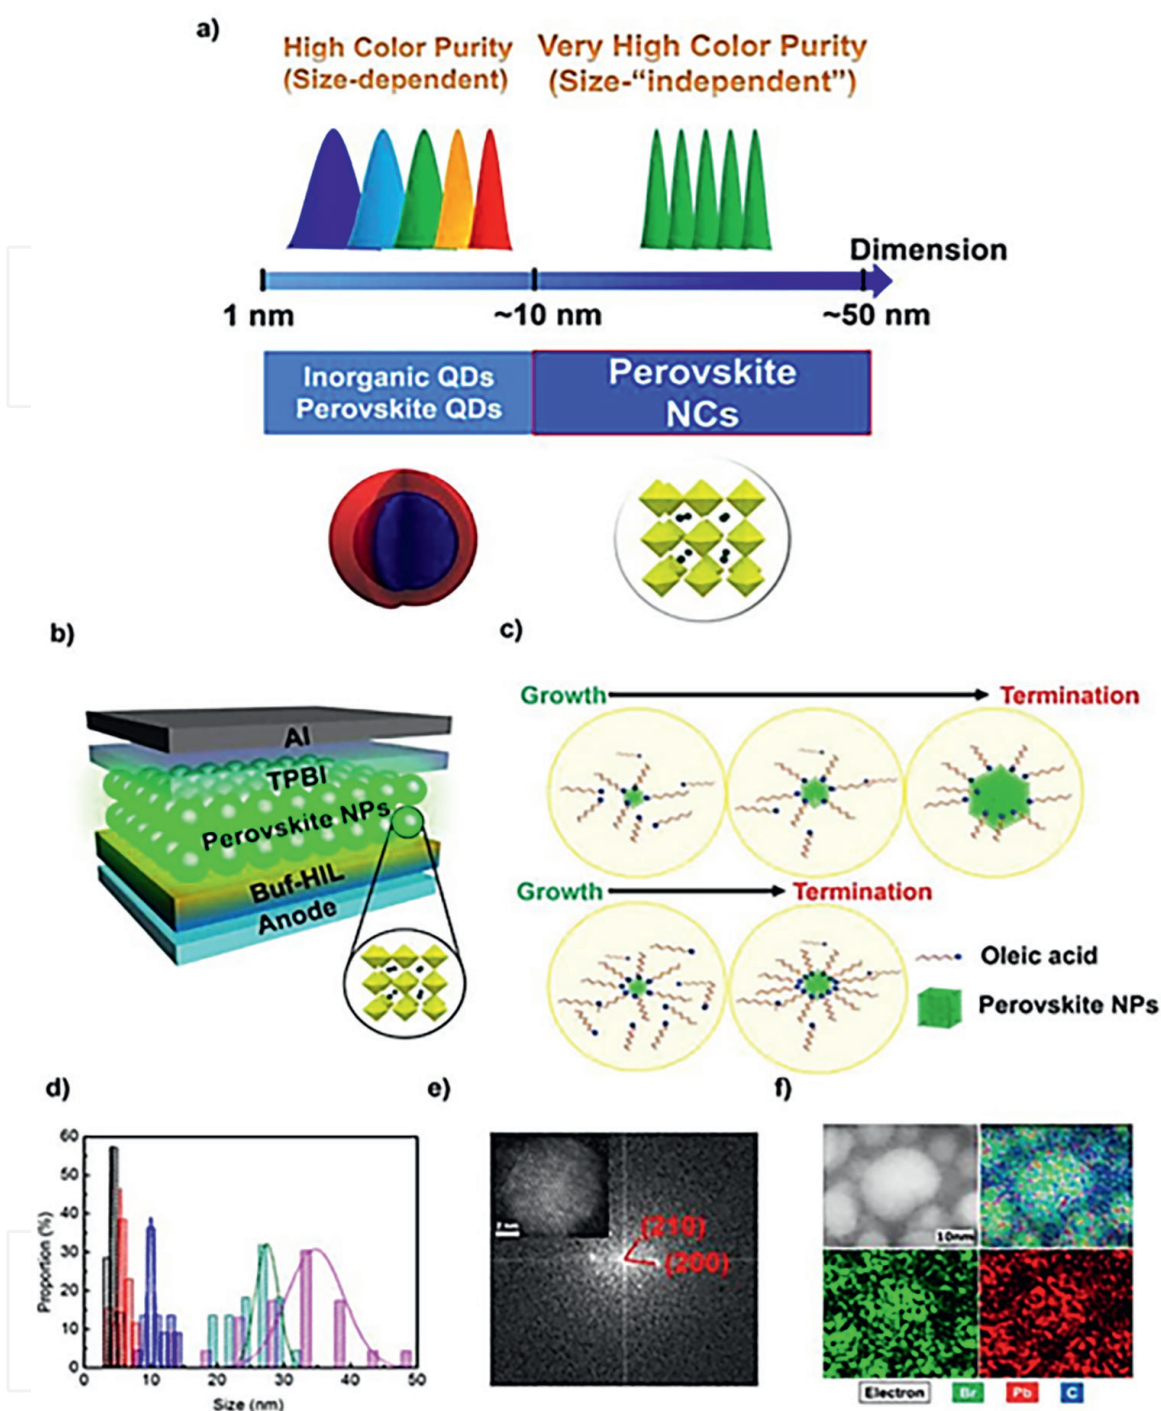 a)
High Color Purity
(Size-dependent)
Very High Color Purity
(Size-“independent”)
Dimension
1 nm
~10 nm
~50 nm
Inorganic QDs
Perovskite QDs
Perovskite
NCs
b)
Al
TPBI
Perovskite NPs
Buf-HIL
Anode
c)
Growth
Termination
Growth
Termination
Oleic acid
Perovskite NPs
d)
60
50
40
30
20
10
0
Proportion (%)
0
10
20
30
40
50
Size (nm)
e)
(210)
(200)
f)
10nm
Electron
Br
Pb
C